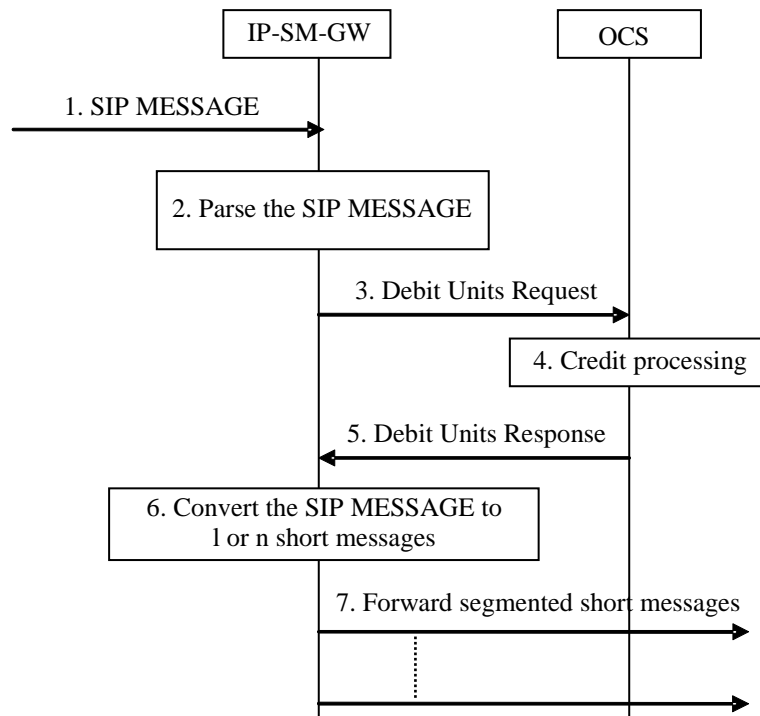 IP-SM-GW
OCS
1. SIP MESSAGE
2. Parse the SIP MESSAGE
3. Debit Units Request
4. Credit processing
5. Debit Units Response
6. Convert the SIP MESSAGE to
1 or n short messages
7. Forward segmented short messages